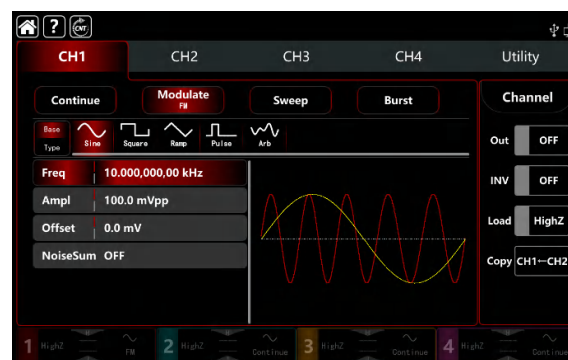 ? CNT
CH1 CH2 CH3 CH4 Utility
Continue Modulate Sweep Burst Channel
FM
Base
Type Sine Square Ramp Pulse Arb
Out OFF
Freq 10.000,000,00 kHz
INV OFF
Ampl 100.0 mVpp
Offset 0.0 mV
Load HighZ
NoiseSum OFF
Copy CH1←CH2
1 HighZ FM 2 HighZ Continue 3 HighZ Continue 4 HighZ Continue